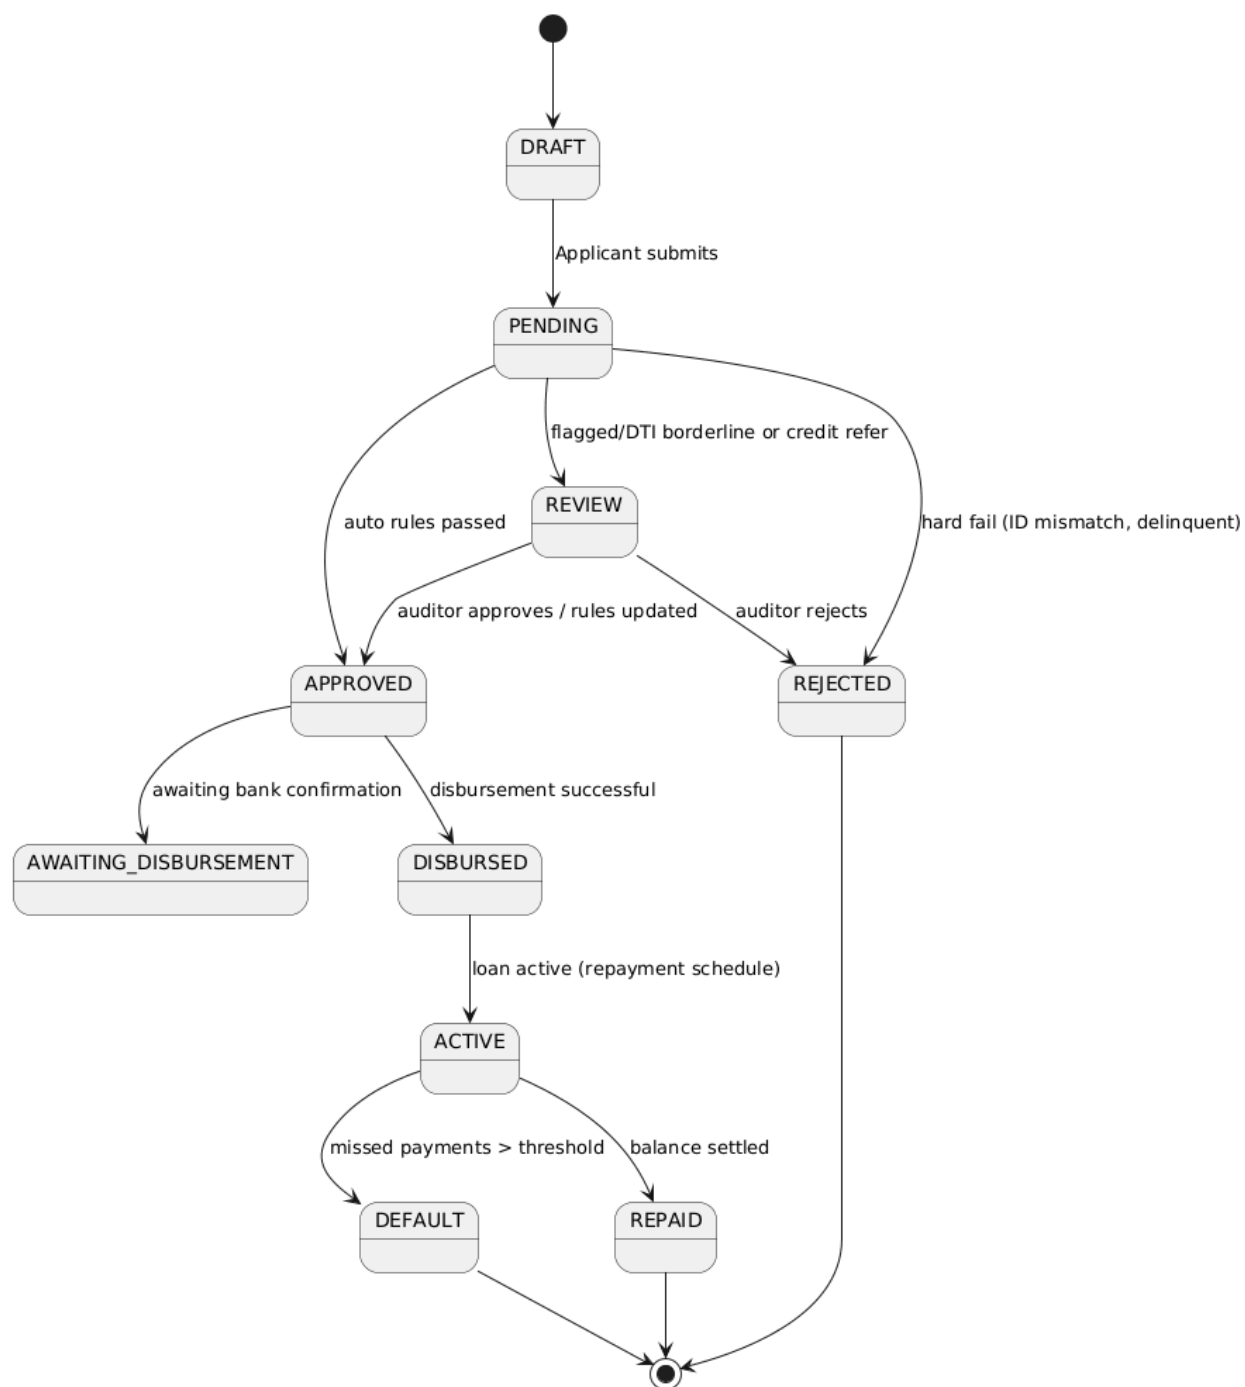 DRAFT
Applicant submits
PENDING
flagged/DTI borderline or credit refer
REVIEW
auto rules passed
hard fail (ID mismatch, delinquent)
auditor approves / rules updated
auditor rejects
APPROVED
REJECTED
awaiting bank confirmation
disbursement successful
AWAITING_DISBURSEMENT
DISBURSED
loan active (repayment schedule)
ACTIVE
missed payments > threshold
balance settled
DEFAULT
REPAID